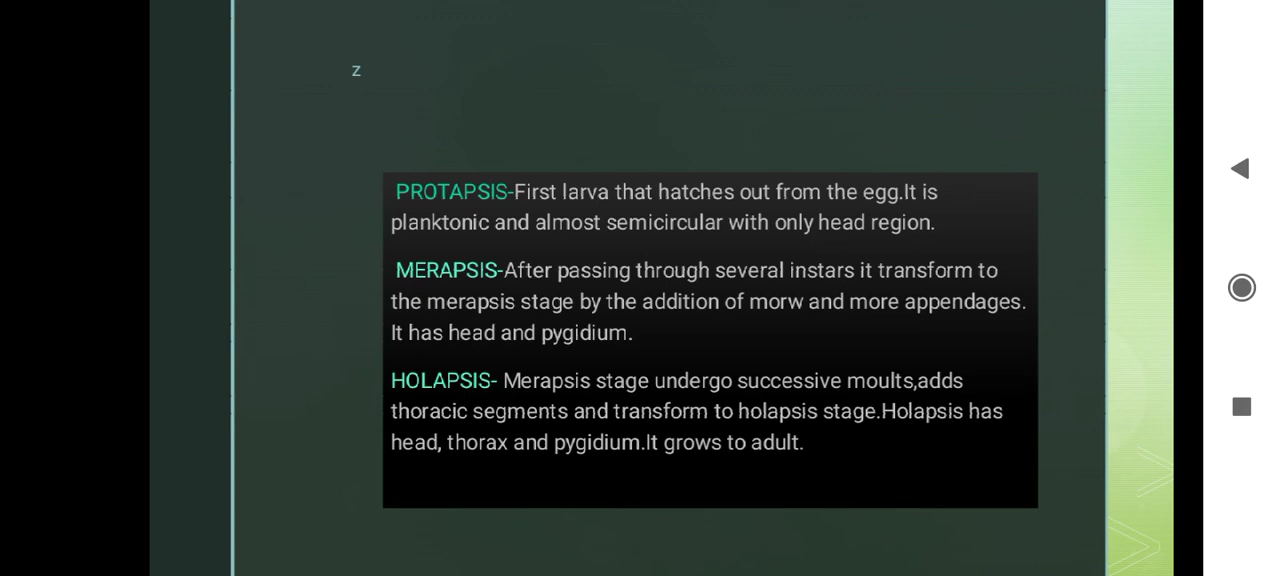 z
PROTAPSIS-First larva that hatches out from the egg.It is
planktonic and almost semicircular with only head region.
MERAPSIS-After passing through several instars it transform to
the merapsis stage by the addition of morw and more appendages.
It has head and pygidium.
HOLAPSIS- Merapsis stage undergo successive moults,adds
thoracic segments and transform to holapsis stage.Holapsis has
head, thorax and pygidium.It grows to adult.